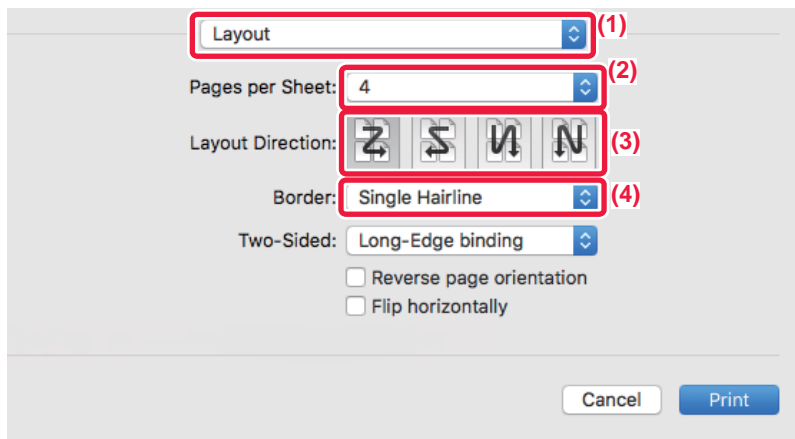 Layout (1)
Pages per Sheet: 4 (2)
Layout Direction: (3)
Border: Single Hairline (4)
Two-Sided: Long-Edge binding
Reverse page orientation
Flip horizontally
Cancel Print